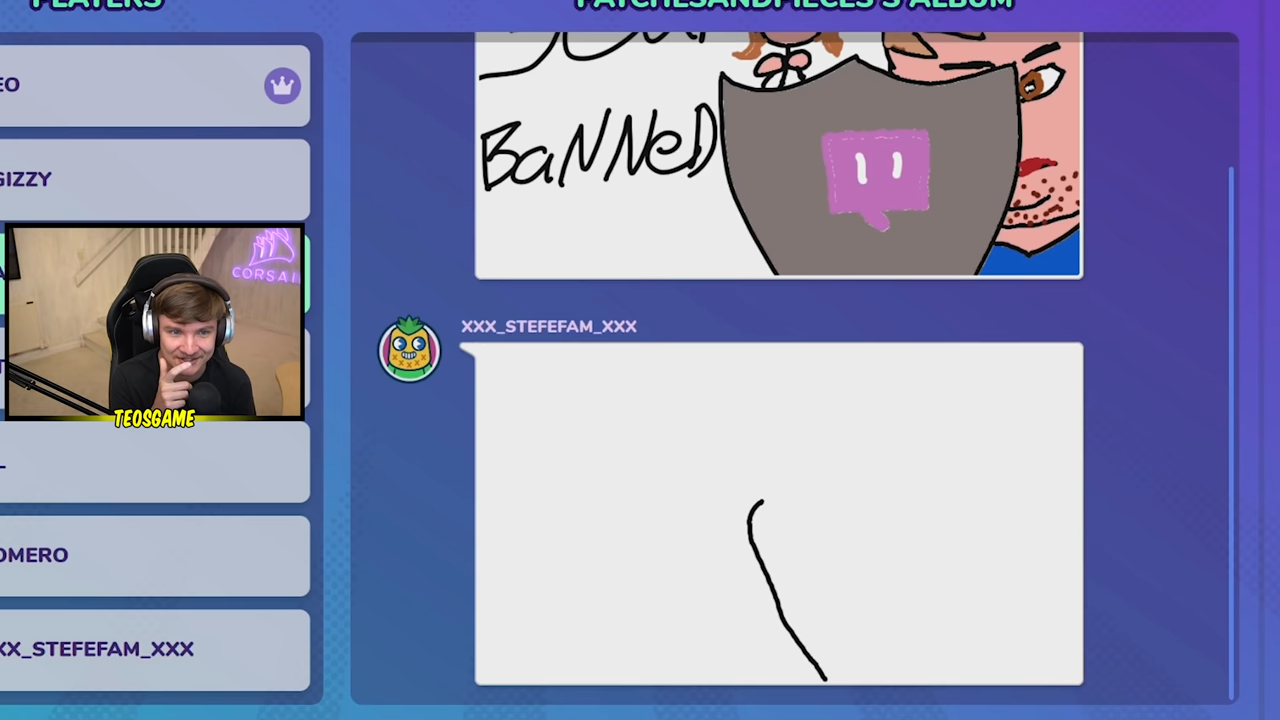 PLAYERS
PATCHESANDPIECES'S ALBUM
EO
GIZZY
BaNNeD
XXX_STEFEFAM_XXX
CORSAI
TEOSGAME
OMERO
XX_STEFEFAM_XXX